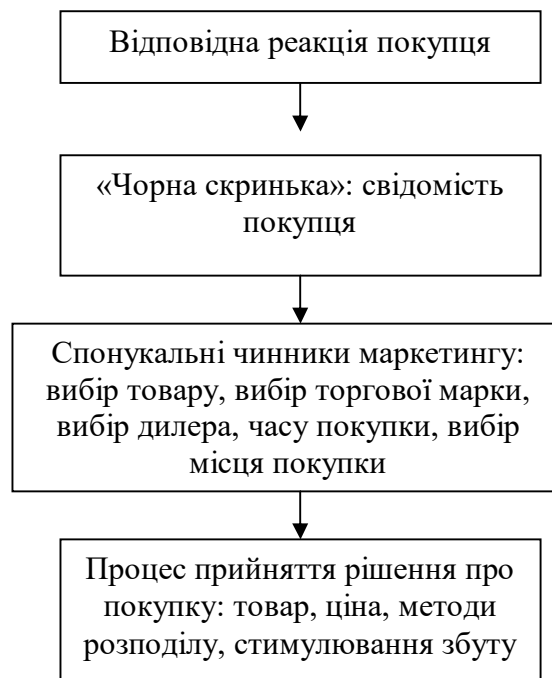 Відповідна реакція покупця
«Чорна скринька»: свідомість
покупця
Спонукальні чинники маркетингу:
вибір товару, вибір торгової марки,
вибір дилера, часу покупки, вибір
місця покупки
Процес прийняття рішення про
покупку: товар, ціна, методи
розподілу, стимулювання збуту